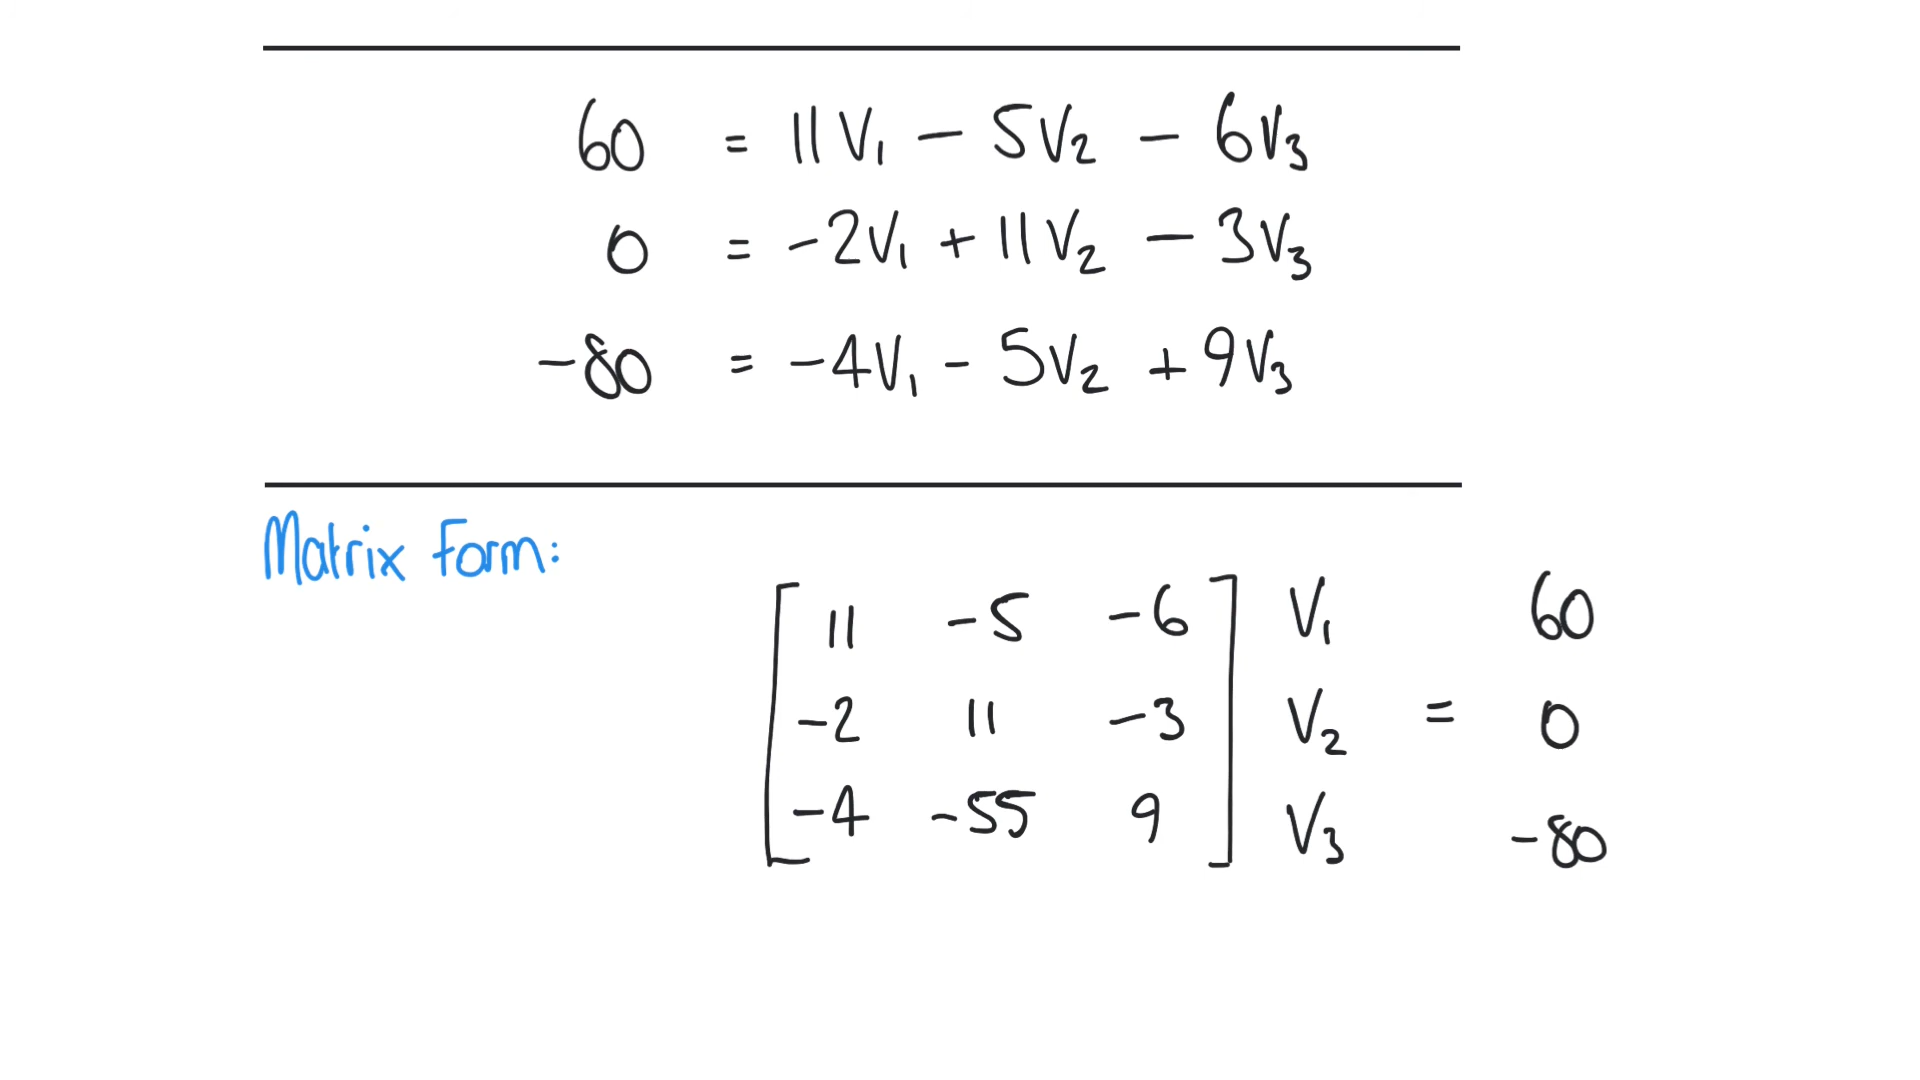 60 = 11V₁ - 5V₂ - 6V₃
0 = -2V₁ + 11V₂ - 3V₃
-80 = -4V₁ - 5V₂ + 9V₃
Matrix Form:
[ 11 -5 -6 ] V₁ 60
[ -2 11 -3 ] V₂ = 0
[ -4 -55 9 ] V₃ -80